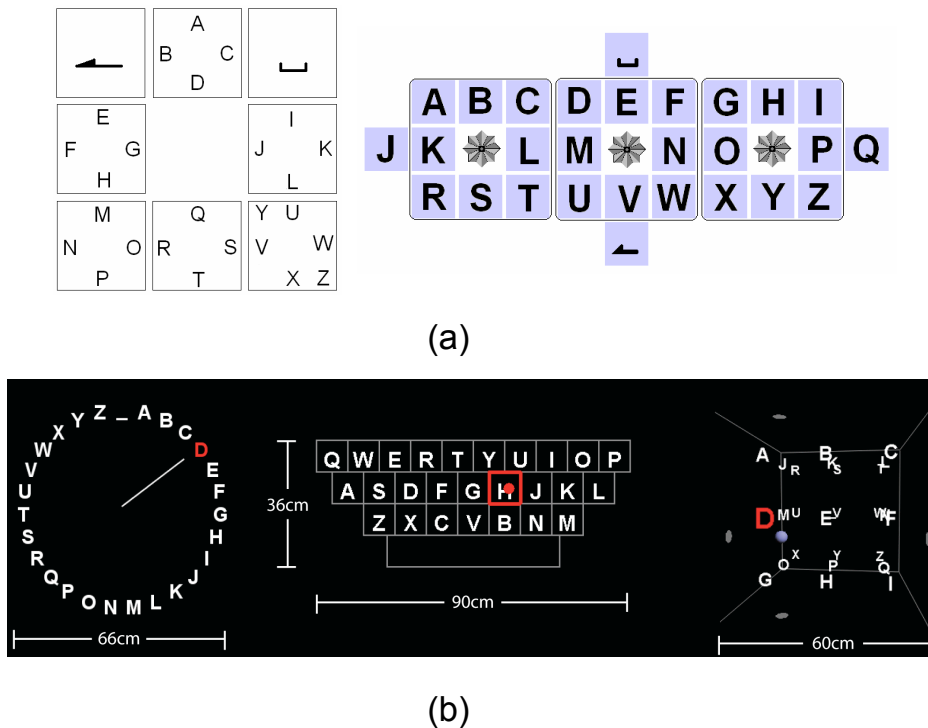 A
B C
D
E
F G
H
I
J K
L
M
N O
P
Q
R S
T
Y U
V W
X Z
A B C D E F G H I
J K L M N O P Q
R S T U V W X Y Z
(a)
Z _ A B C D E F G H I J K L M N O P Q R S T U V W X Y
66cm
36cm
Q W E R T Y U I O P
A S D F G H J K L
Z X C V B N M
90cm
A B C
J K L
R S T
D E F
M
U V W
G H I
O P Q
X Y Z
60cm
(b)